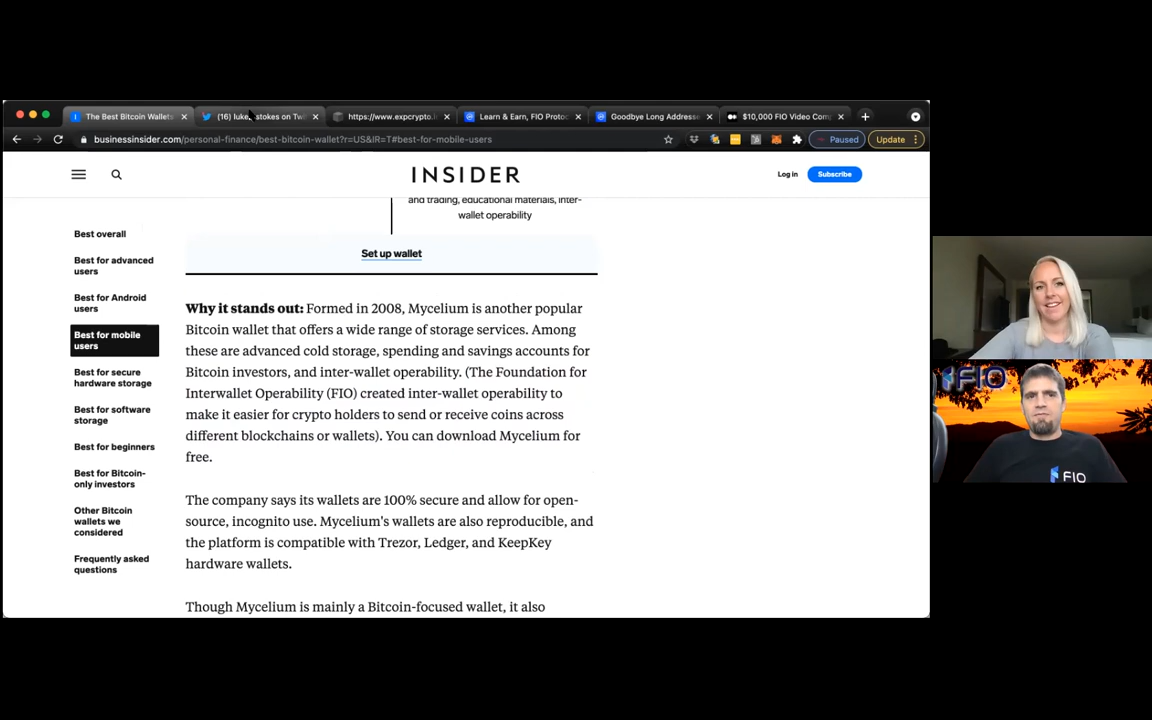 The Best Bitcoin Wallets
(16) luke stokes on Twi
https://www.expcrypto.i
Learn & Earn, FIO Protoc
Goodbye Long Addresse
$10,000 FIO Video Com
businessinsider.com/personal-finance/best-bitcoin-wallet?r=US&IR=T#best-for-mobile-users
Paused
Update
INSIDER
Log in
Subscribe
Best overall
Best for advanced
users
Best for Android
users
Best for mobile
users
Best for secure
hardware storage
Best for software
storage
Best for beginners
Best for Bitcoin-
only investors
Other Bitcoin
wallets we
considered
Frequently asked
questions
and trading, educational materials, inter-
wallet operability
Set up wallet
Why it stands out: Formed in 2008, Mycelium is another popular
Bitcoin wallet that offers a wide range of storage services. Among
these are advanced cold storage, spending and savings accounts for
Bitcoin investors, and inter-wallet operability. (The Foundation for
Interwallet Operability (FIO) created inter-wallet operability to
make it easier for crypto holders to send or receive coins across
different blockchains or wallets). You can download Mycelium for
free.
The company says its wallets are 100% secure and allow for open-
source, incognito use. Mycelium's wallets are also reproducible, and
the platform is compatible with Trezor, Ledger, and KeepKey
hardware wallets.
Though Mycelium is mainly a Bitcoin-focused wallet, it also
FIO
FIO